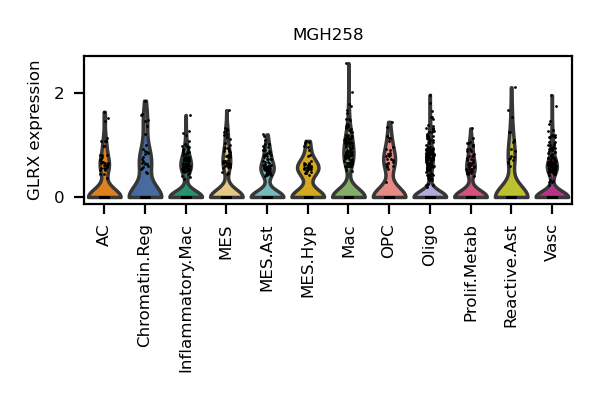 MGH258
GLRX expression
2
0
AC
Chromatin.Reg
Inflammatory.Mac
MES
MES.Ast
MES.Hyp
Mac
OPC
Oligo
Prolif.Metab
Reactive.Ast
Vasc